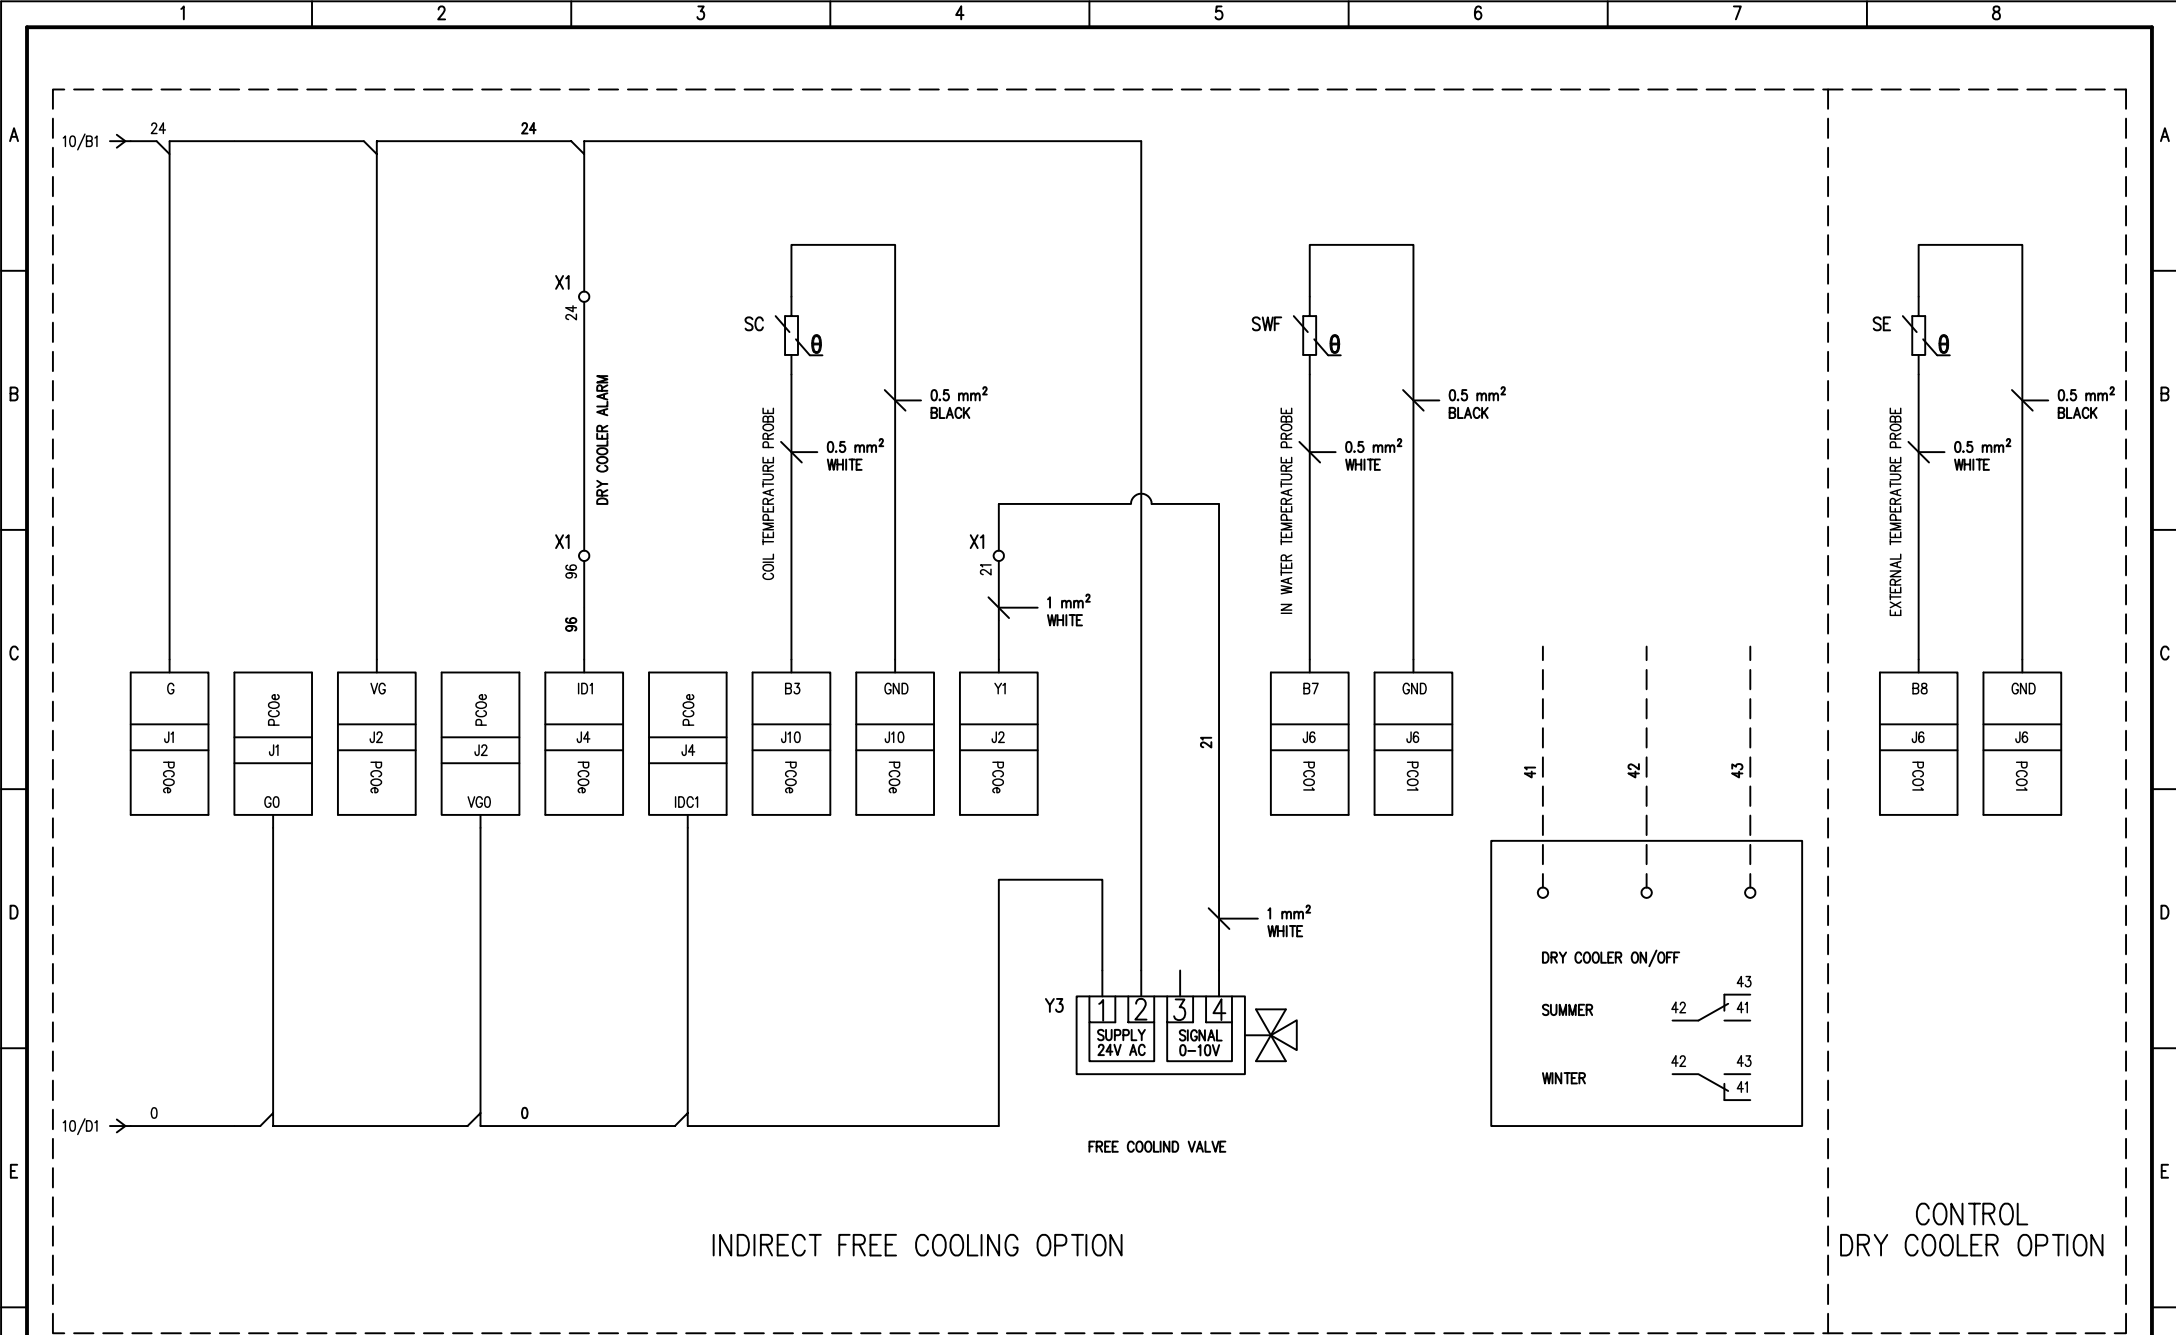 1 2 3 4 5 6 7 8
A A
10/B1 24 24
X1
24
SC θ
SWF θ
SE θ
B B
DRY COOLER ALARM
0.5 mm² 
BLACK
0.5 mm²
BLACK
0.5 mm²
BLACK
COIL TEMPERATURE PROBE
0.5 mm²
WHITE
IN WATER TEMPERATURE PROBE
0.5 mm²
WHITE
EXTERNAL TEMPERATURE PROBE
0.5 mm²
WHITE
X1
96
96
X1
21
1 mm²
WHITE
C C
G
J1
PCOe
PCOe
J1
G0
VG
J2
PCOe
PCOe
J2
VG0
ID1
J4
PCOe
PCOe
J4
IDC1
B3
J10
PCOe
GND
J10
PCOe
Y1
J2
PCOe
21
B7
J6
PCO1
GND
J6
PCO1
41
42
43
B8
J6
PCO1
GND
J6
PCO1
D D
1 mm²
WHITE
Y3
1 2 3 4
SUPPLY
24V AC
SIGNAL
0-10V
DRY COOLER ON/OFF
43
SUMMER 42 41
42 43
WINTER 41
10/D1 0 0
FREE COOLIND VALVE
E E
INDIRECT FREE COOLING OPTION
CONTROL
DRY COOLER OPTION